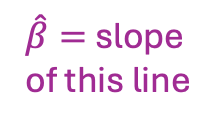 β̂ = slope
of this line